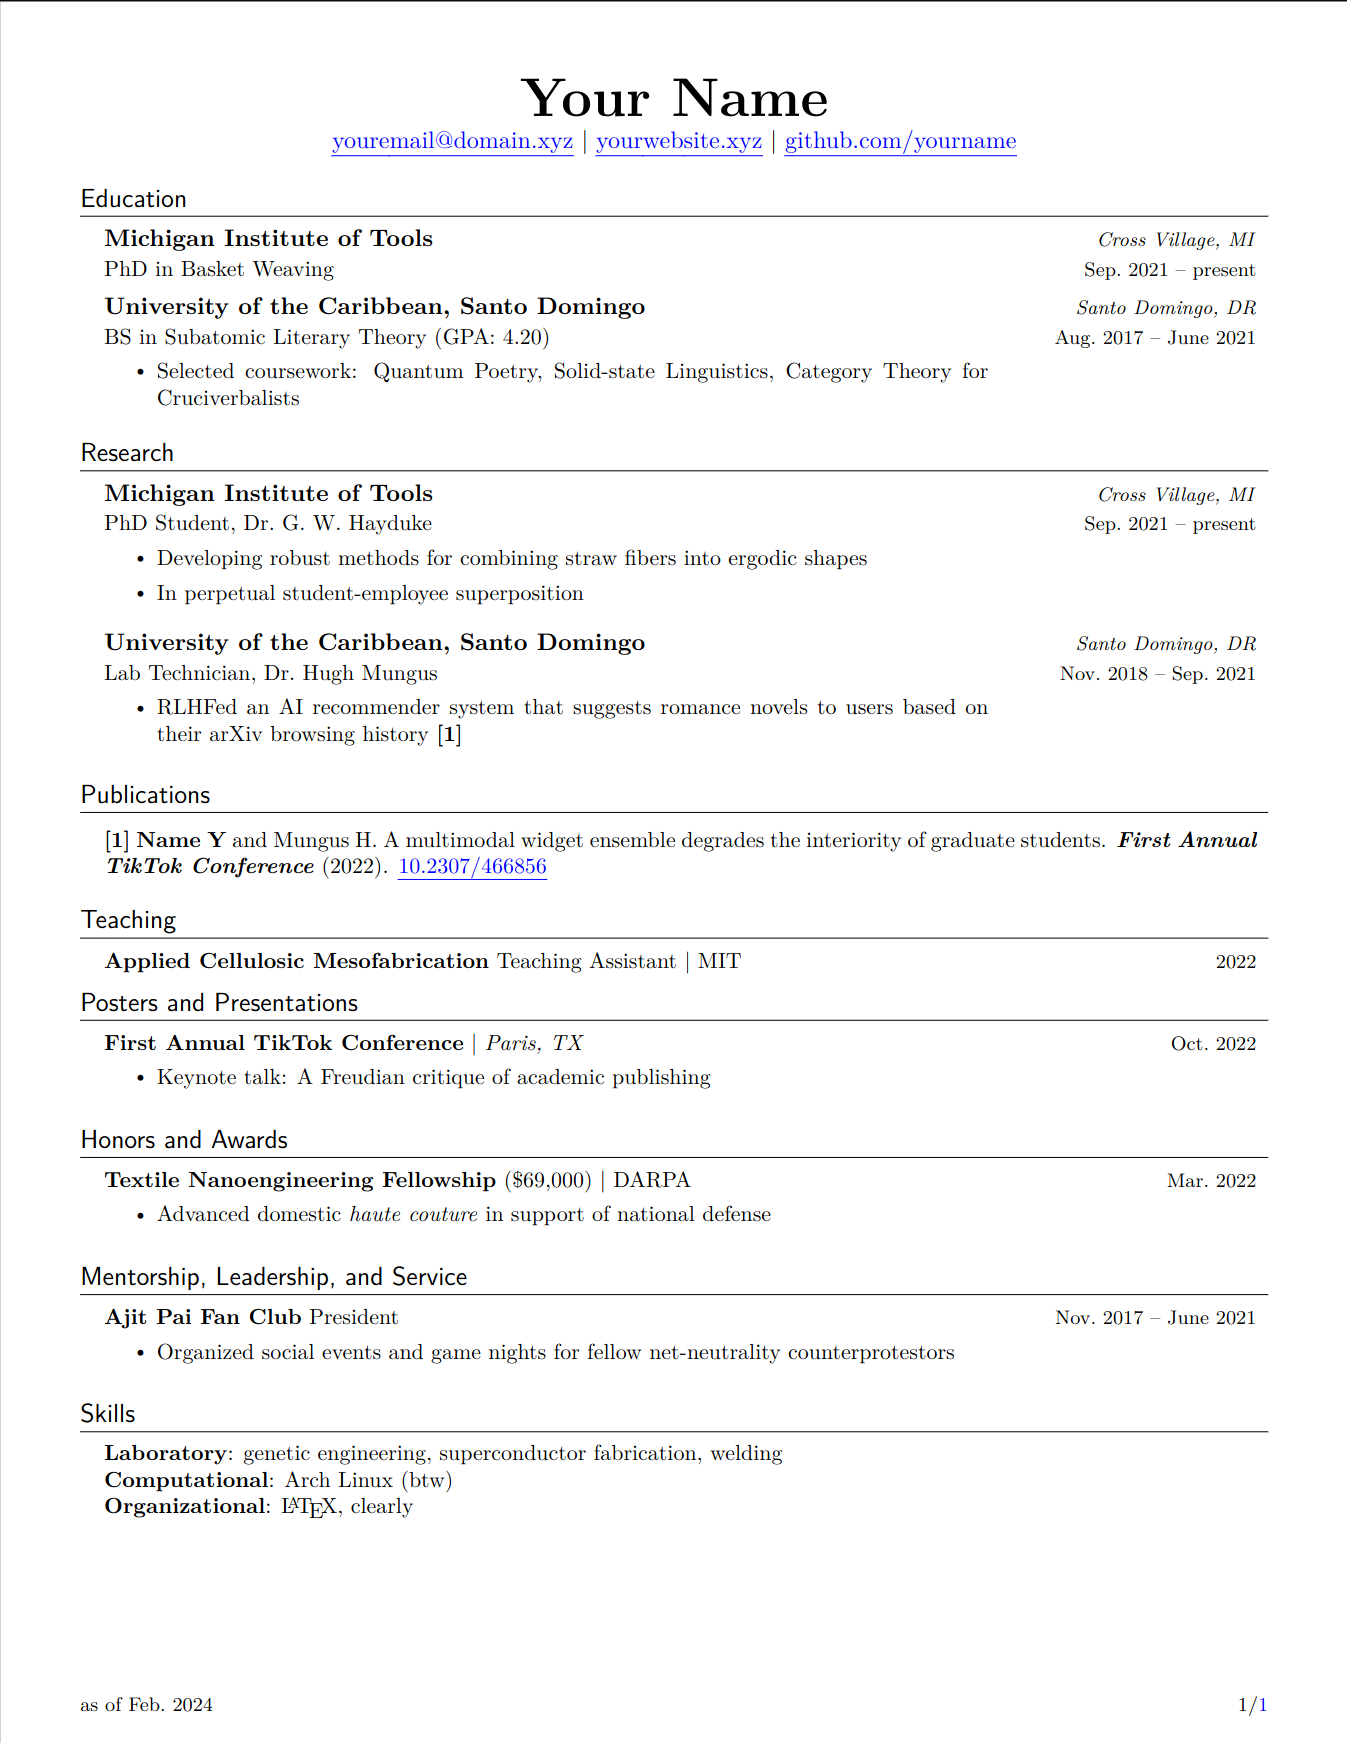 Your Name
youremail@domain.xyz | yourwebsite.xyz | github.com/yourname
Education
Michigan Institute of Tools Cross Village, MI
PhD in Basket Weaving Sep. 2021 – present
University of the Caribbean, Santo Domingo Santo Domingo, DR
BS in Subatomic Literary Theory (GPA: 4.20) Aug. 2017 – June 2021
• Selected coursework: Quantum Poetry, Solid-state Linguistics, Category Theory for
Cruciverbalists
Research
Michigan Institute of Tools Cross Village, MI
PhD Student, Dr. G. W. Hayduke Sep. 2021 – present
• Developing robust methods for combining straw fibers into ergodic shapes
• In perpetual student-employee superposition
University of the Caribbean, Santo Domingo Santo Domingo, DR
Lab Technician, Dr. Hugh Mungus Nov. 2018 – Sep. 2021
• RLHFed an AI recommender system that suggests romance novels to users based on
their arXiv browsing history [1]
Publications
[1] Name Y and Mungus H. A multimodal widget ensemble degrades the interiority of graduate students. First Annual
TikTok Conference (2022). 10.2307/466856
Teaching
Applied Cellulosic Mesofabrication Teaching Assistant | MIT 2022
Posters and Presentations
First Annual TikTok Conference | Paris, TX Oct. 2022
• Keynote talk: A Freudian critique of academic publishing
Honors and Awards
Textile Nanoengineering Fellowship ($69,000) | DARPA Mar. 2022
• Advanced domestic haute couture in support of national defense
Mentorship, Leadership, and Service
Ajit Pai Fan Club President Nov. 2017 – June 2021
• Organized social events and game nights for fellow net-neutrality counterprotestors
Skills
Laboratory: genetic engineering, superconductor fabrication, welding
Computational: Arch Linux (btw)
Organizational: LATEX, clearly
as of Feb. 2024 1/1